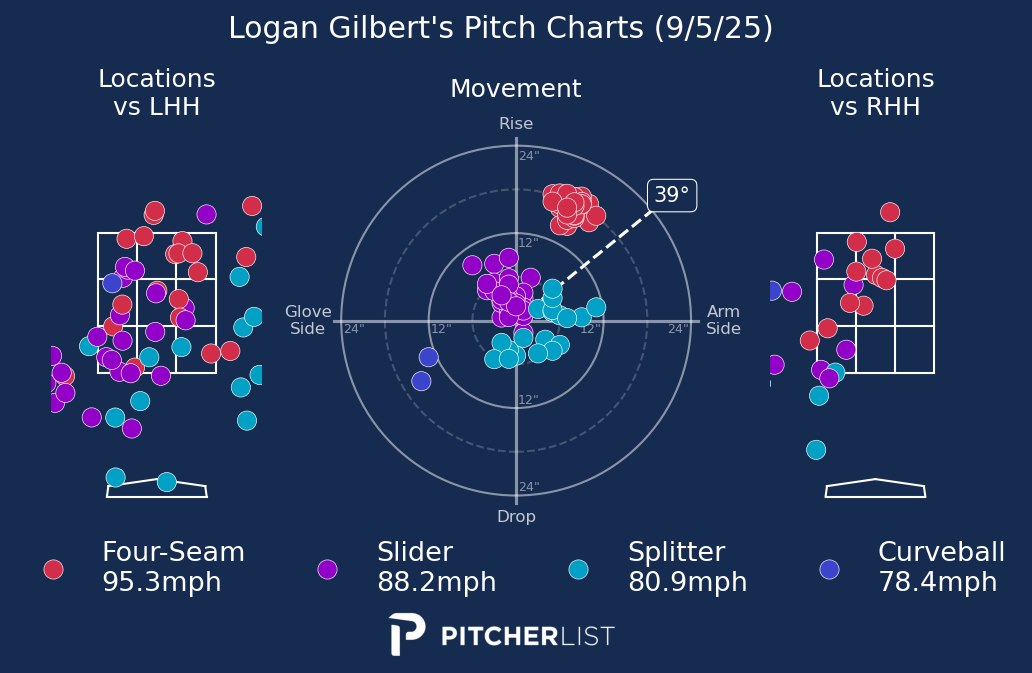 Logan Gilbert's Pitch Charts (9/5/25)
Locations
vs LHH
Movement
Locations
vs RHH
Rise
24"
39°
12"
Glove
Side
24"
12"
12"
24"
Arm
Side
12"
24"
Drop
Four-Seam
95.3mph
Slider
88.2mph
Splitter
80.9mph
Curveball
78.4mph
PITCHERLIST